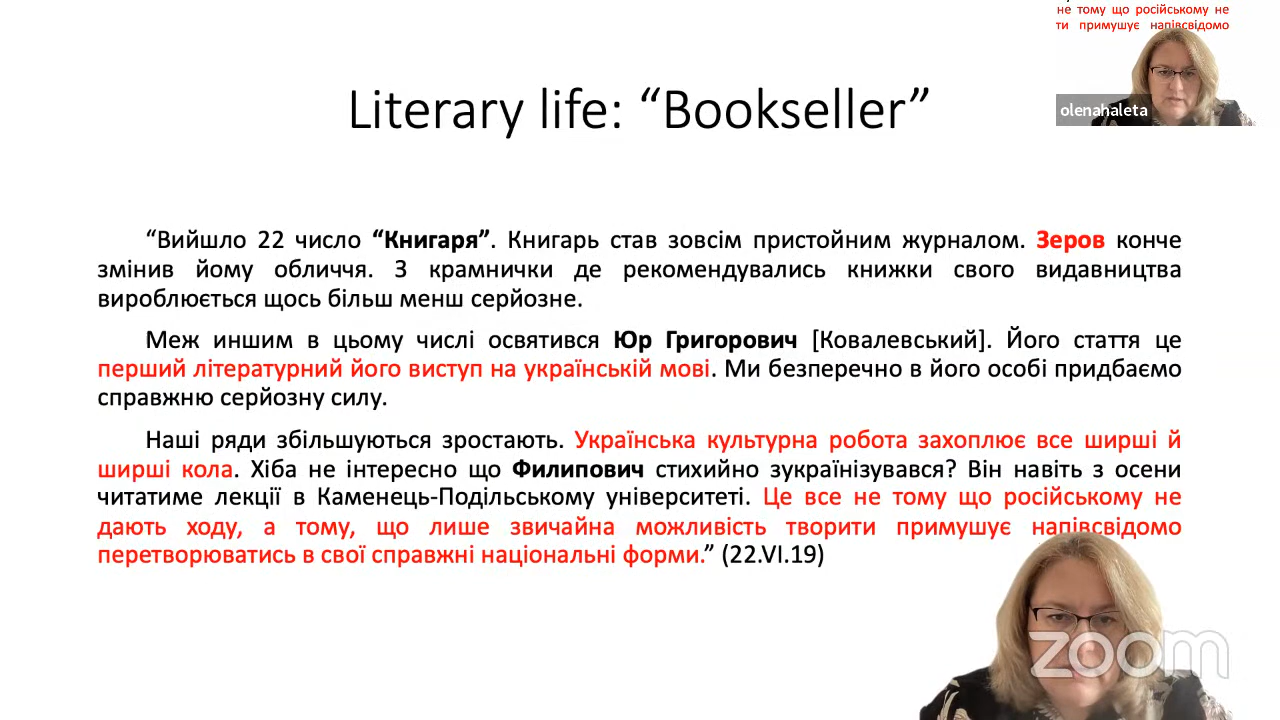 не тому що російському не
ти примушує напівсвідомо
olenahaleta
Literary life: “Bookseller”
“Вийшло 22 число “Книгаря”. Книгарь став зовсім пристойним журналом. Зеров конче
змінив йому обличчя. З крамнички де рекомендувались книжки свого видавництва
вироблюється щось більш менш серйозне.
Меж иншим в цьому числі освятився Юр Григорович [Ковалевський]. Його стаття це
перший літературний його виступ на українській мові. Ми безперечно в його особі придбаємо
справжню серйозну силу.
Наші ряди збільшуються зростають. Українська культурна робота захоплює все ширші й
ширші кола. Хіба не інтересно що Филипович стихийно зукраїнізувався? Він навіть з осени
читатиме лекції в Каменець-Подільському університеті. Це все не тому що російському не
дають ходу, а тому, що лише звичайна можливість творити примушує напівсвідомо
перетворюватись в свої справжні національні форми.” (22.VI.19)
zoom